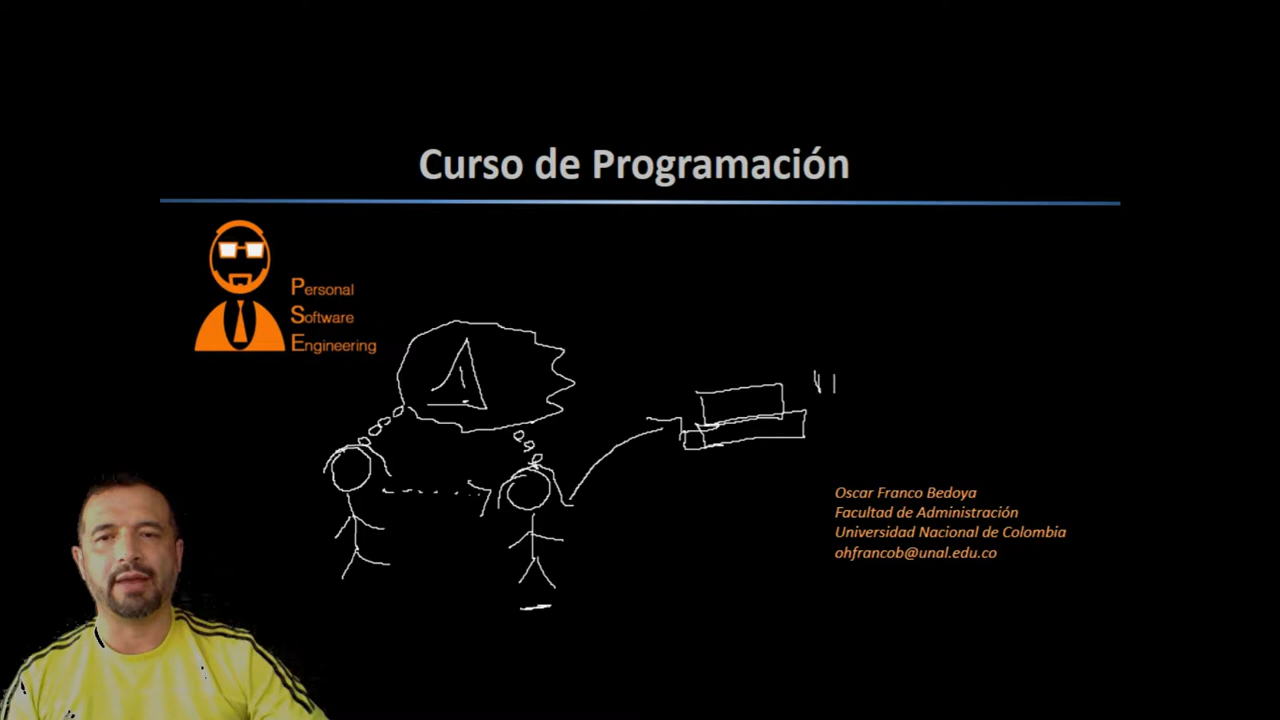 Curso de Programación
Personal
Software
Engineering
Oscar Franco Bedoya
Facultad de Administración
Universidad Nacional de Colombia
ohfrancob@unal.edu.co